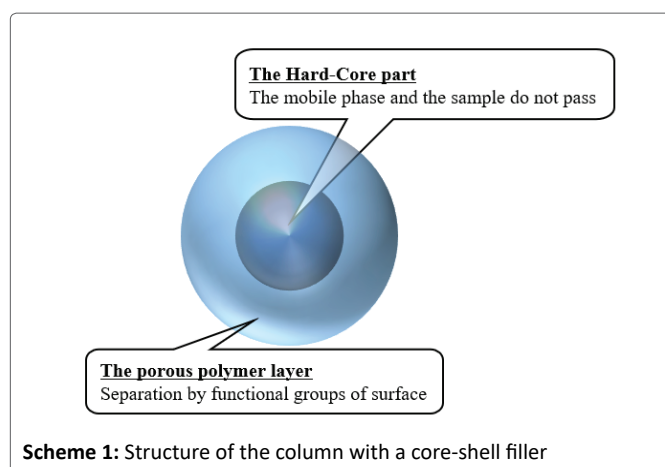 The Hard-Core part
The mobile phase and the sample do not pass
The porous polymer layer
Separation by functional groups of surface
Scheme 1: Structure of the column with a core-shell filler